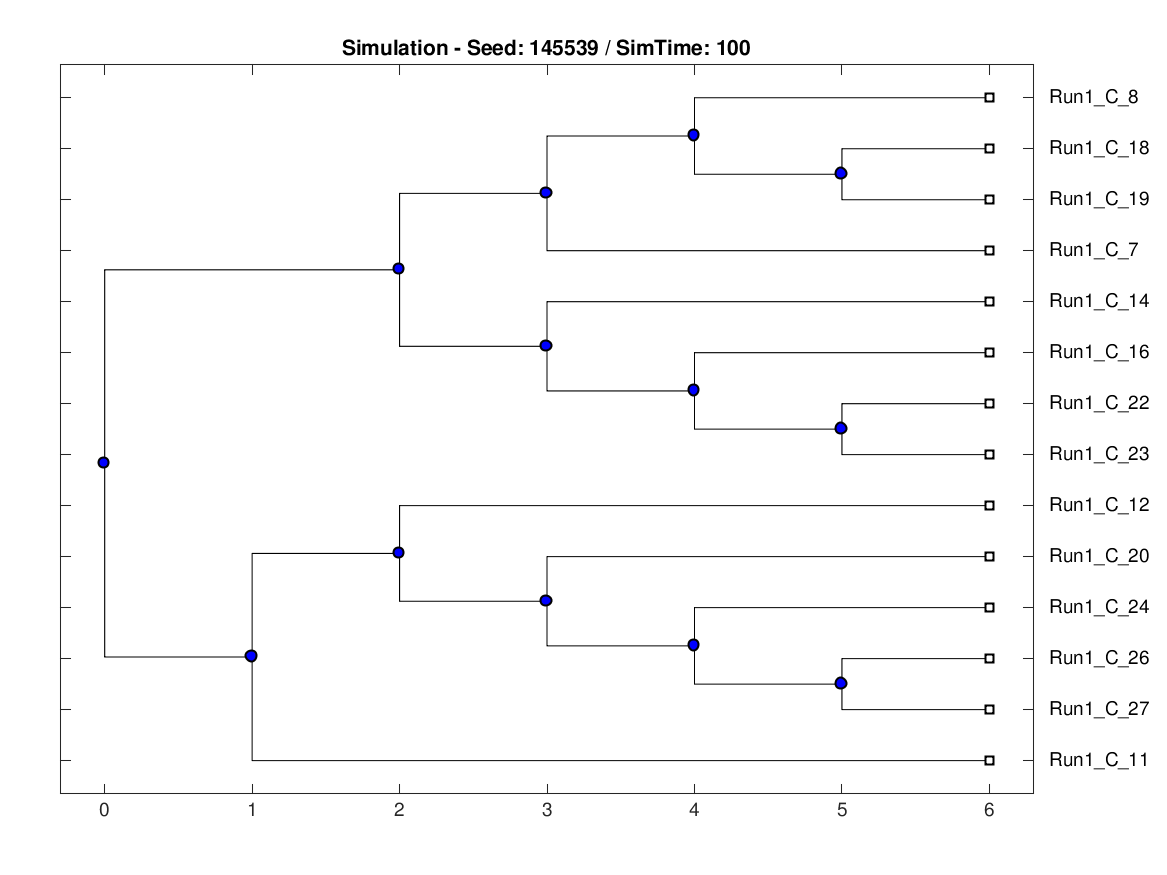 Simulation - Seed: 145539 / SimTime: 100
Run1_C_8
Run1_C_18
Run1_C_19
Run1_C_7
Run1_C_14
Run1_C_16
Run1_C_22
Run1_C_23
Run1_C_12
Run1_C_20
Run1_C_24
Run1_C_26
Run1_C_27
Run1_C_11
0 1 2 3 4 5 6